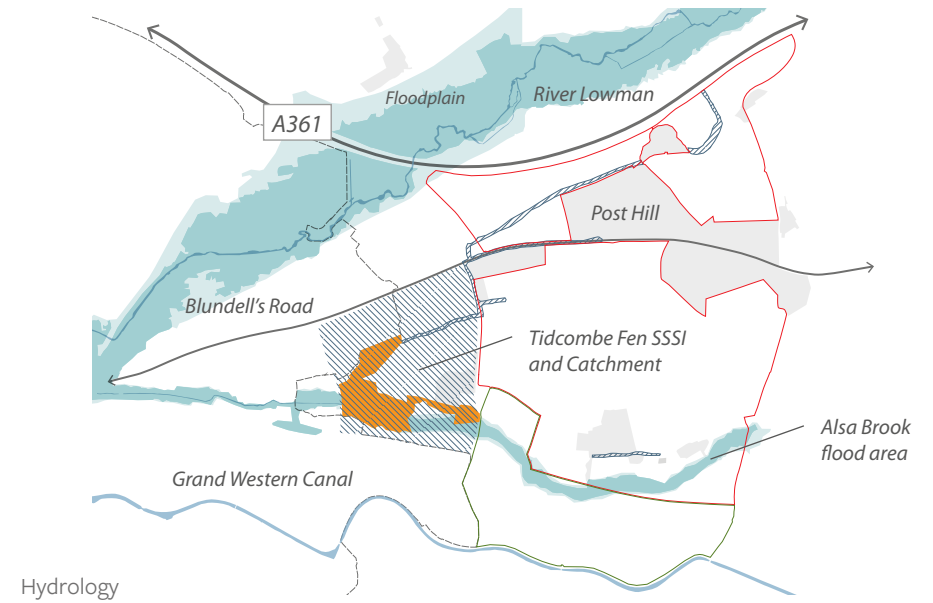 Floodplain
River Lowman
A361
Post Hill
Blundell's Road
Tidcombe Fen SSSI
and Catchment
Alsa Brook
flood area
Grand Western Canal
Hydrology